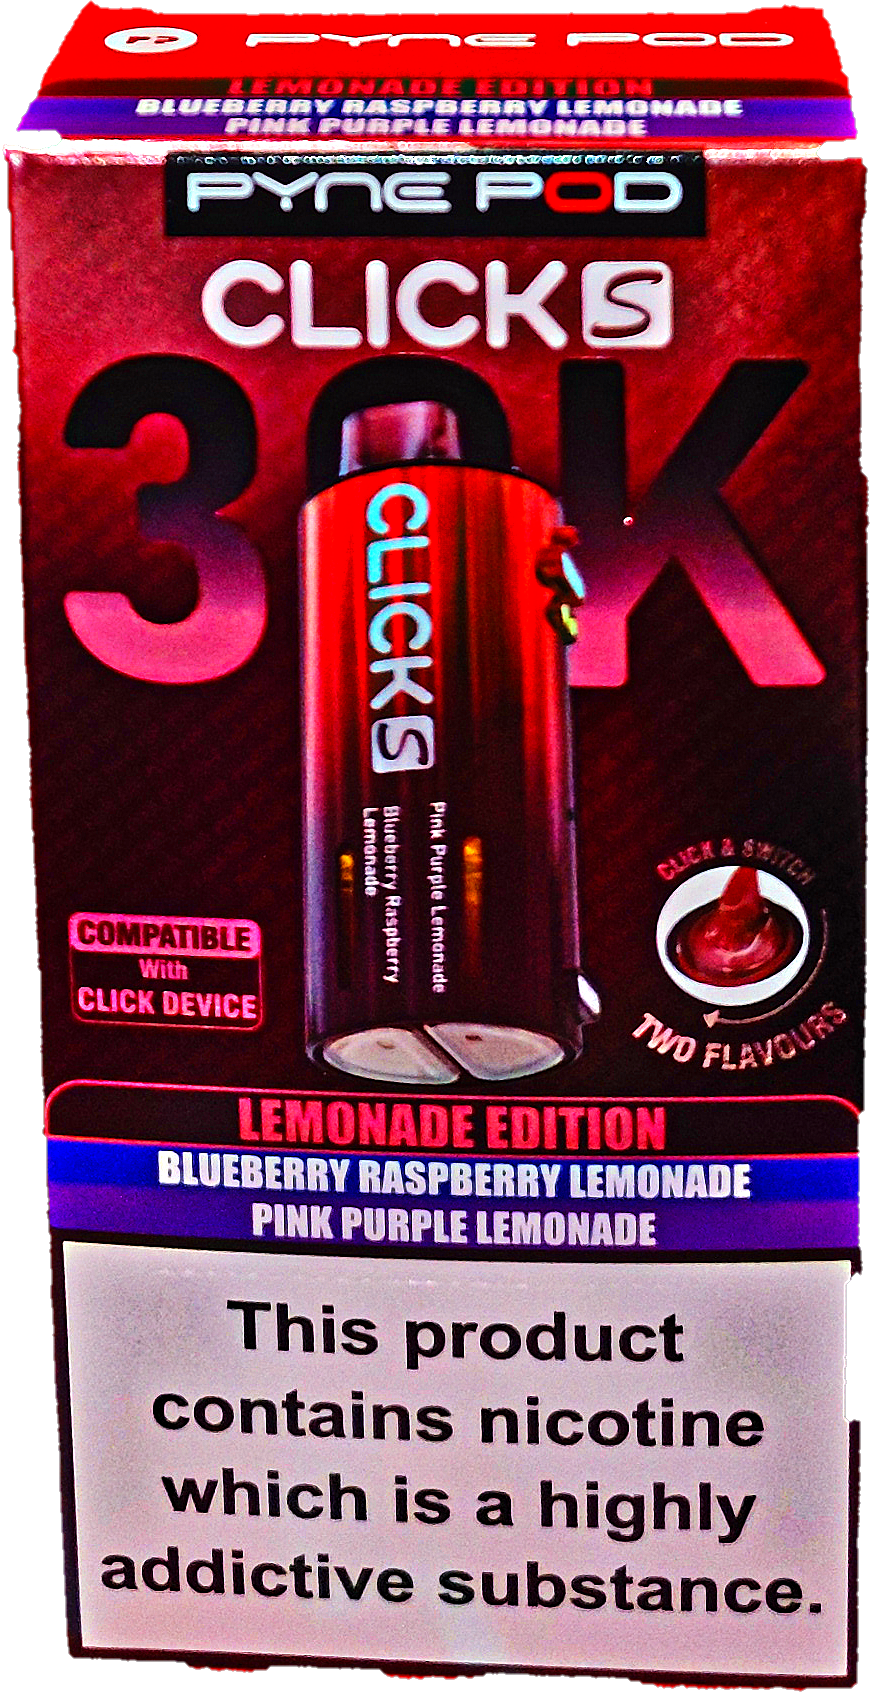 PYNE POD
LEMONADE EDITION
BLUEBERRY RASPBERRY LEMONADE
PINK PURPLE LEMONADE
PYNE POD
CLICK S
30K
CLICK S
Pink Purple Lemonade
Blueberry Raspberry
Lemonade
COMPATIBLE
With
CLICK DEVICE
CLICK & SWITCH
TWO FLAVOURS
LEMONADE EDITION
BLUEBERRY RASPBERRY LEMONADE
PINK PURPLE LEMONADE
This product
contains nicotine
which is a highly
addictive substance.